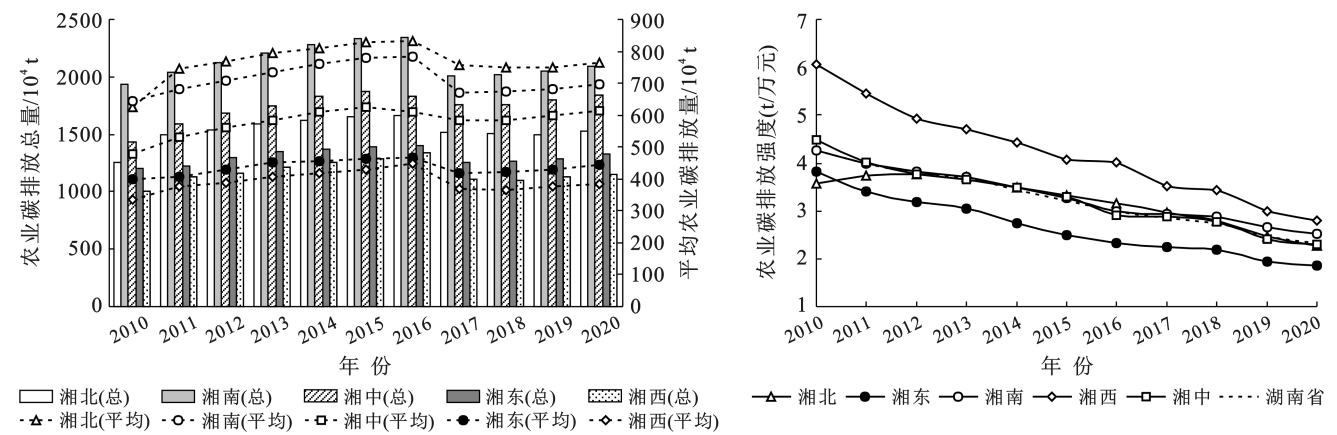 农业碳排放总量/10⁴ t
2500
2000
1500
1000
500
0
900
800
700
600
500
400
300
200
100
0
平均农业碳排放量/10⁴ t
2010 2011 2012 2013 2014 2015 2016 2017 2018 2019 2020
年 份
湘北(总) 湘南(总) 湘中(总) 湘东(总) 湘西(总)
湘北(平均) 湘南(平均) 湘中(平均) 湘东(平均) 湘西(平均)
农业碳排放强度(t/万元)
7
6
5
4
3
2
1
2010 2011 2012 2013 2014 2015 2016 2017 2018 2019 2020
年 份
湘北 湘东 湘南 湘西 湘中 湖南省